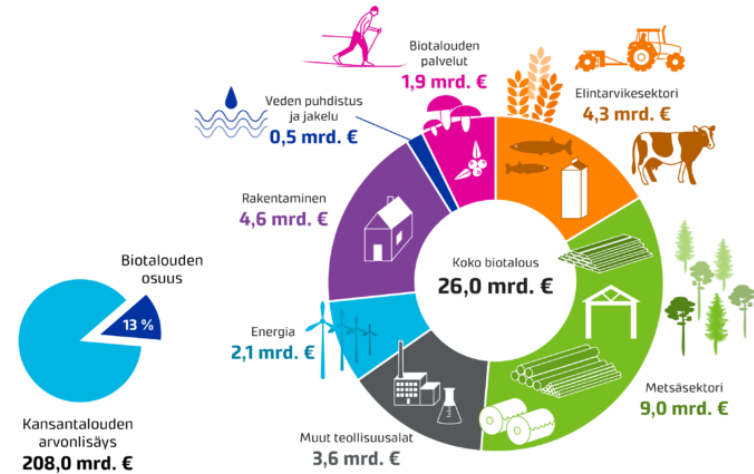 Biotalouden
palvelut
1,9 mrd. €
Elintarvikesektori
4,3 mrd. €
Veden puhdistus
ja jakelu
0,5 mrd. €
Rakentaminen
4,6 mrd. €
Koko biotalous
26,0 mrd. €
Biotalouden
osuus
13 %
Energia
2,1 mrd. €
Metsäsektori
9,0 mrd. €
Muut teollisuusalat
3,6 mrd. €
Kansantalouden
arvonlisäys
208,0 mrd. €